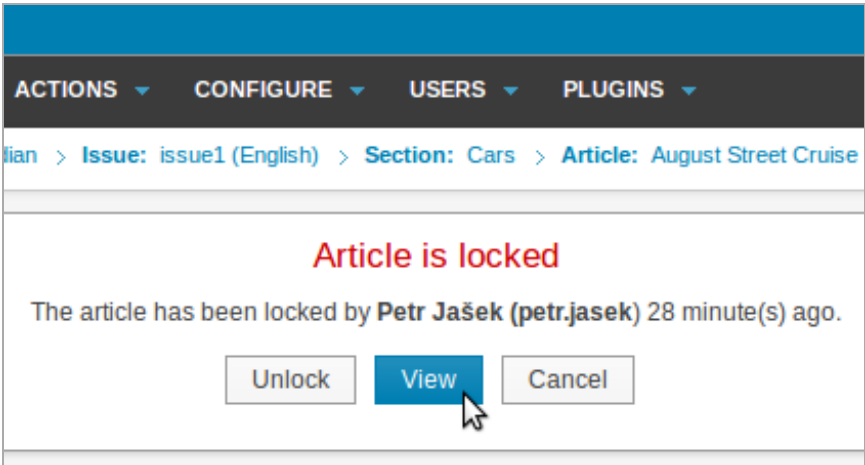 ACTIONS CONFIGURE USERS PLUGINS
> Issue: issue1 (English) > Section: Cars > Article: August Street Cruise
Article is locked
The article has been locked by Petr Jašek (petr.jasek) 28 minute(s) ago.
Unlock View Cancel